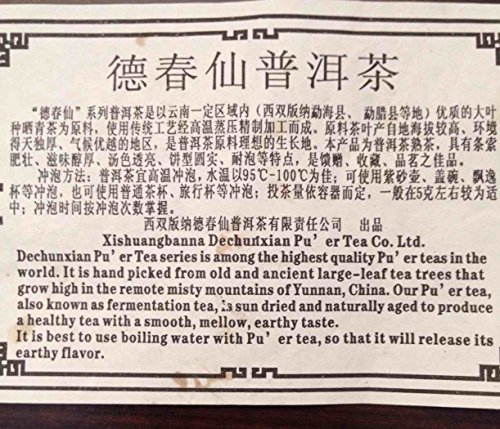 德春仙普洱茶
“德春仙”系列普洱茶是以云南一定区域内（西双版纳勐海县、勐腊县等地）优质的大叶
种晒青茶为原料，使用传统工艺经高温蒸压精制加工而成。原料茶叶产自地海拔较高、环境
得天独厚、气候优越的地区，是普洱茶原料理想的生长地。本产品为普洱茶熟茶，具有条索
肥壮、滋味醇厚、汤色透亮、饼型圆实、耐泡等特点，是馈赠、收藏、品茗之佳品。
冲泡方法：普洱茶宜高温冲泡，水温以95℃-100℃为佳；可使用紫砂壶、盖碗、飘逸
杯等冲泡，也可使用普通茶杯、旅行杯等冲泡；投茶量依容器而定，一般在5克左右较为适
中；冲泡时间按冲泡次数掌握。
西双版纳德春仙普洱茶有限责任公司 出品
Xishuangbanna Dechunxian Pu’er Tea Co. Ltd.
Dechunxian Pu’er Tea series is among the highest quality Pu’er teas in the
world. It is hand picked from old and ancient large-leaf tea trees that
grow high in the remote misty mountains of Yunnan, China. Our Pu’er tea,
also known as fermentation tea, is sun dried and naturally aged to produce
a healthy tea with a smooth, mellow, earthy taste.
It is best to use boiling water with Pu’er tea, so that it will release its
earthy flavor.